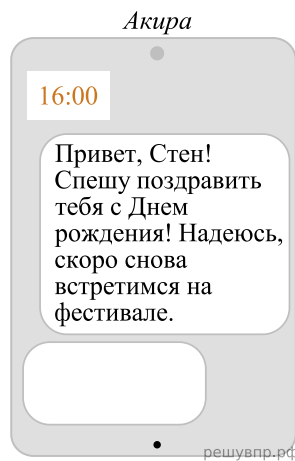 Акира
16:00
Привет, Стен!
Спешу поздравить
тебя с Днем
рождения! Надеюсь,
скоро снова
встретимся на
фестивале.
решувпр.рф